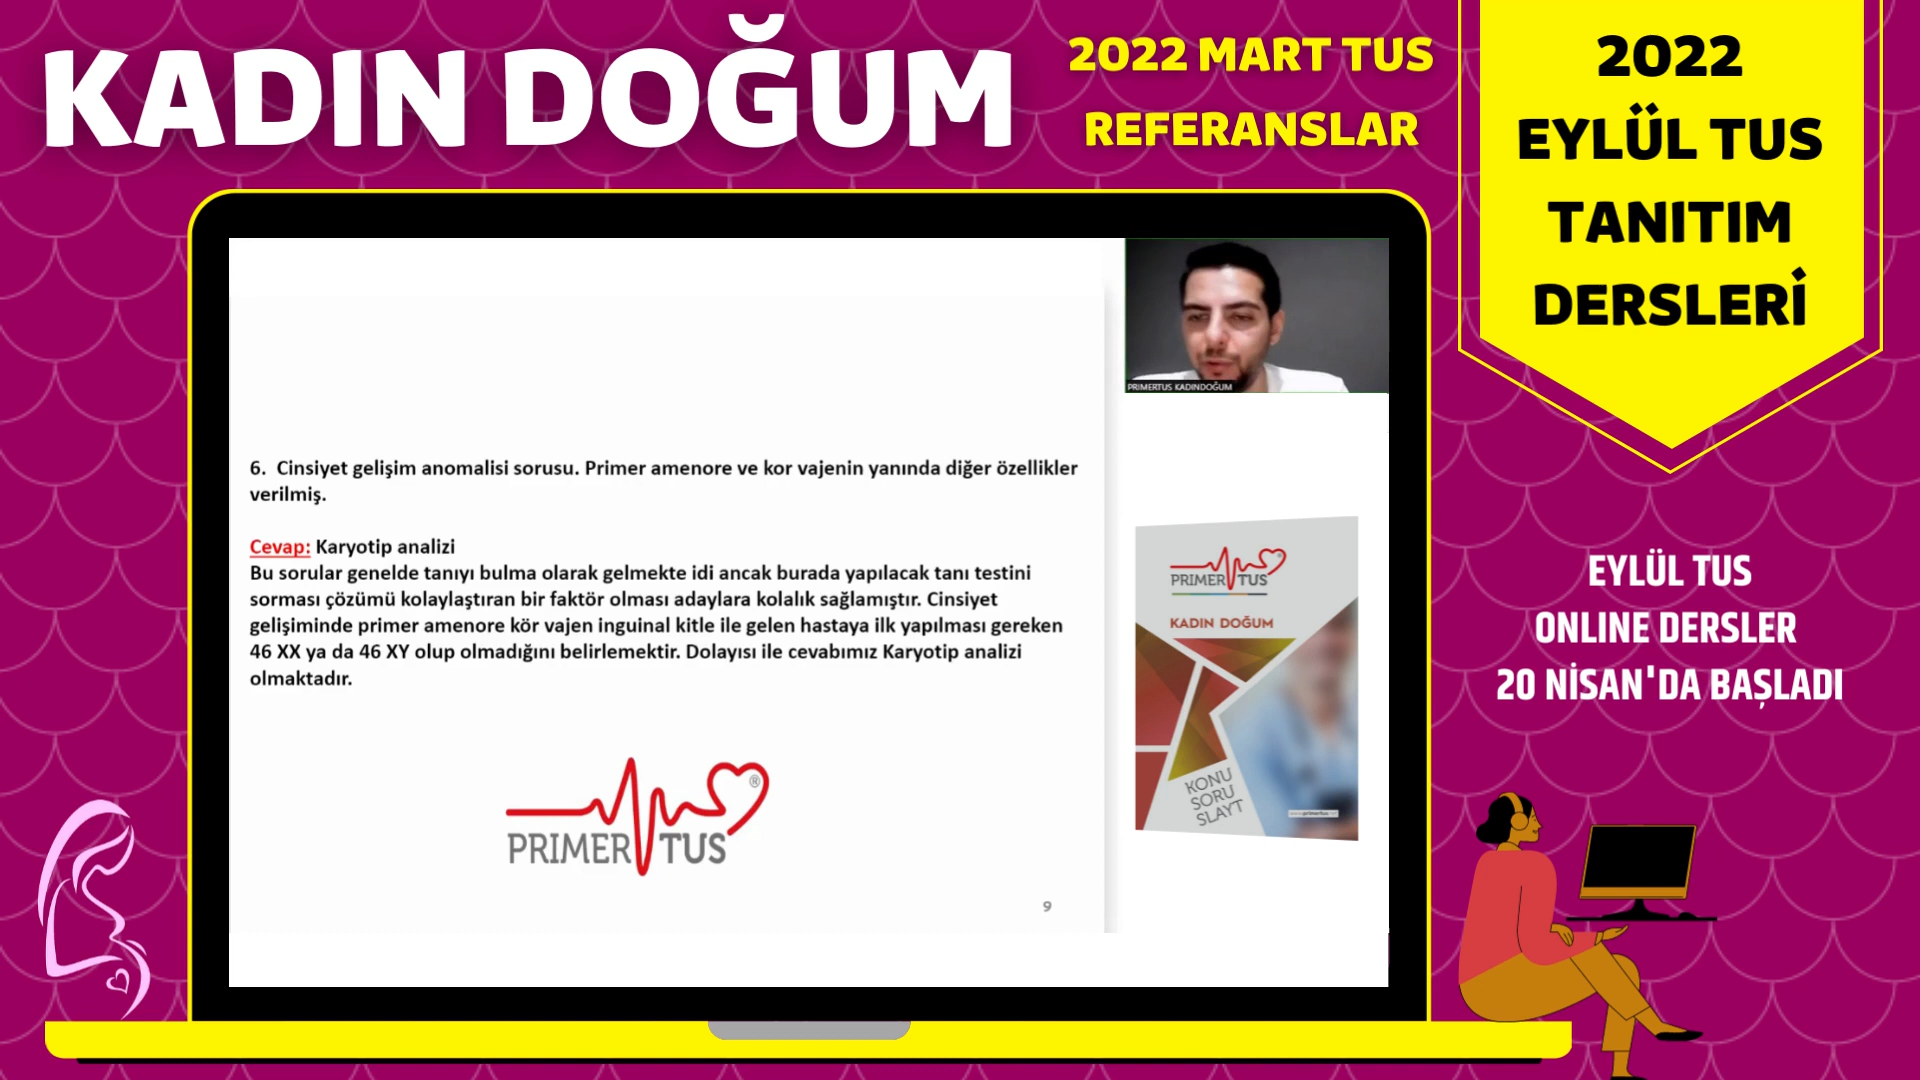 KADIN DOĞUM
2022 MART TUS
REFERANSLAR
2022
EYLÜL TUS
TANITIM
DERSLERİ
PRIMERTUS KADINDOĞUM
6. Cinsiyet gelişim anomalisi sorusu. Primer amenore ve kor vajenin yanında diğer özellikler
verilmiş.
Cevap: Karyotip analizi
Bu sorular genelde tanıyı bulma olarak gelmekte idi ancak burada yapılacak tanı testini
sorması çözümü kolaylaştıran bir faktör olması adaylara kolalık sağlamıştır. Cinsiyet
gelişiminde primer amenore kör vajen inguinal kitle ile gelen hastaya ilk yapılması gereken
46 XX ya da 46 XY olup olmadığını belirlemektir. Dolayısı ile cevabımız Karyotip analizi
olmaktadır.
PRIMER TUS
®
9
PRIMER TUS
KADIN DOĞUM
KONU
SORU
SLAYT
EYLÜL TUS
ONLINE DERSLER
20 NİSAN'DA BAŞLADI